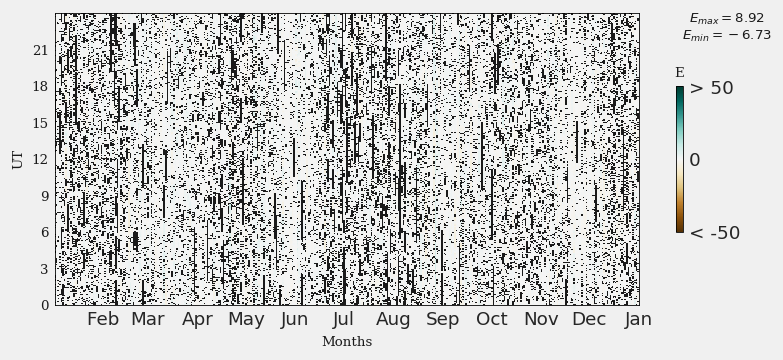 E_max = 8.92
E_min = −6.73
E
> 50
0
< -50
UT
21
18
15
12
9
6
3
0
Feb Mar Apr May Jun Jul Aug Sep Oct Nov Dec Jan
Months